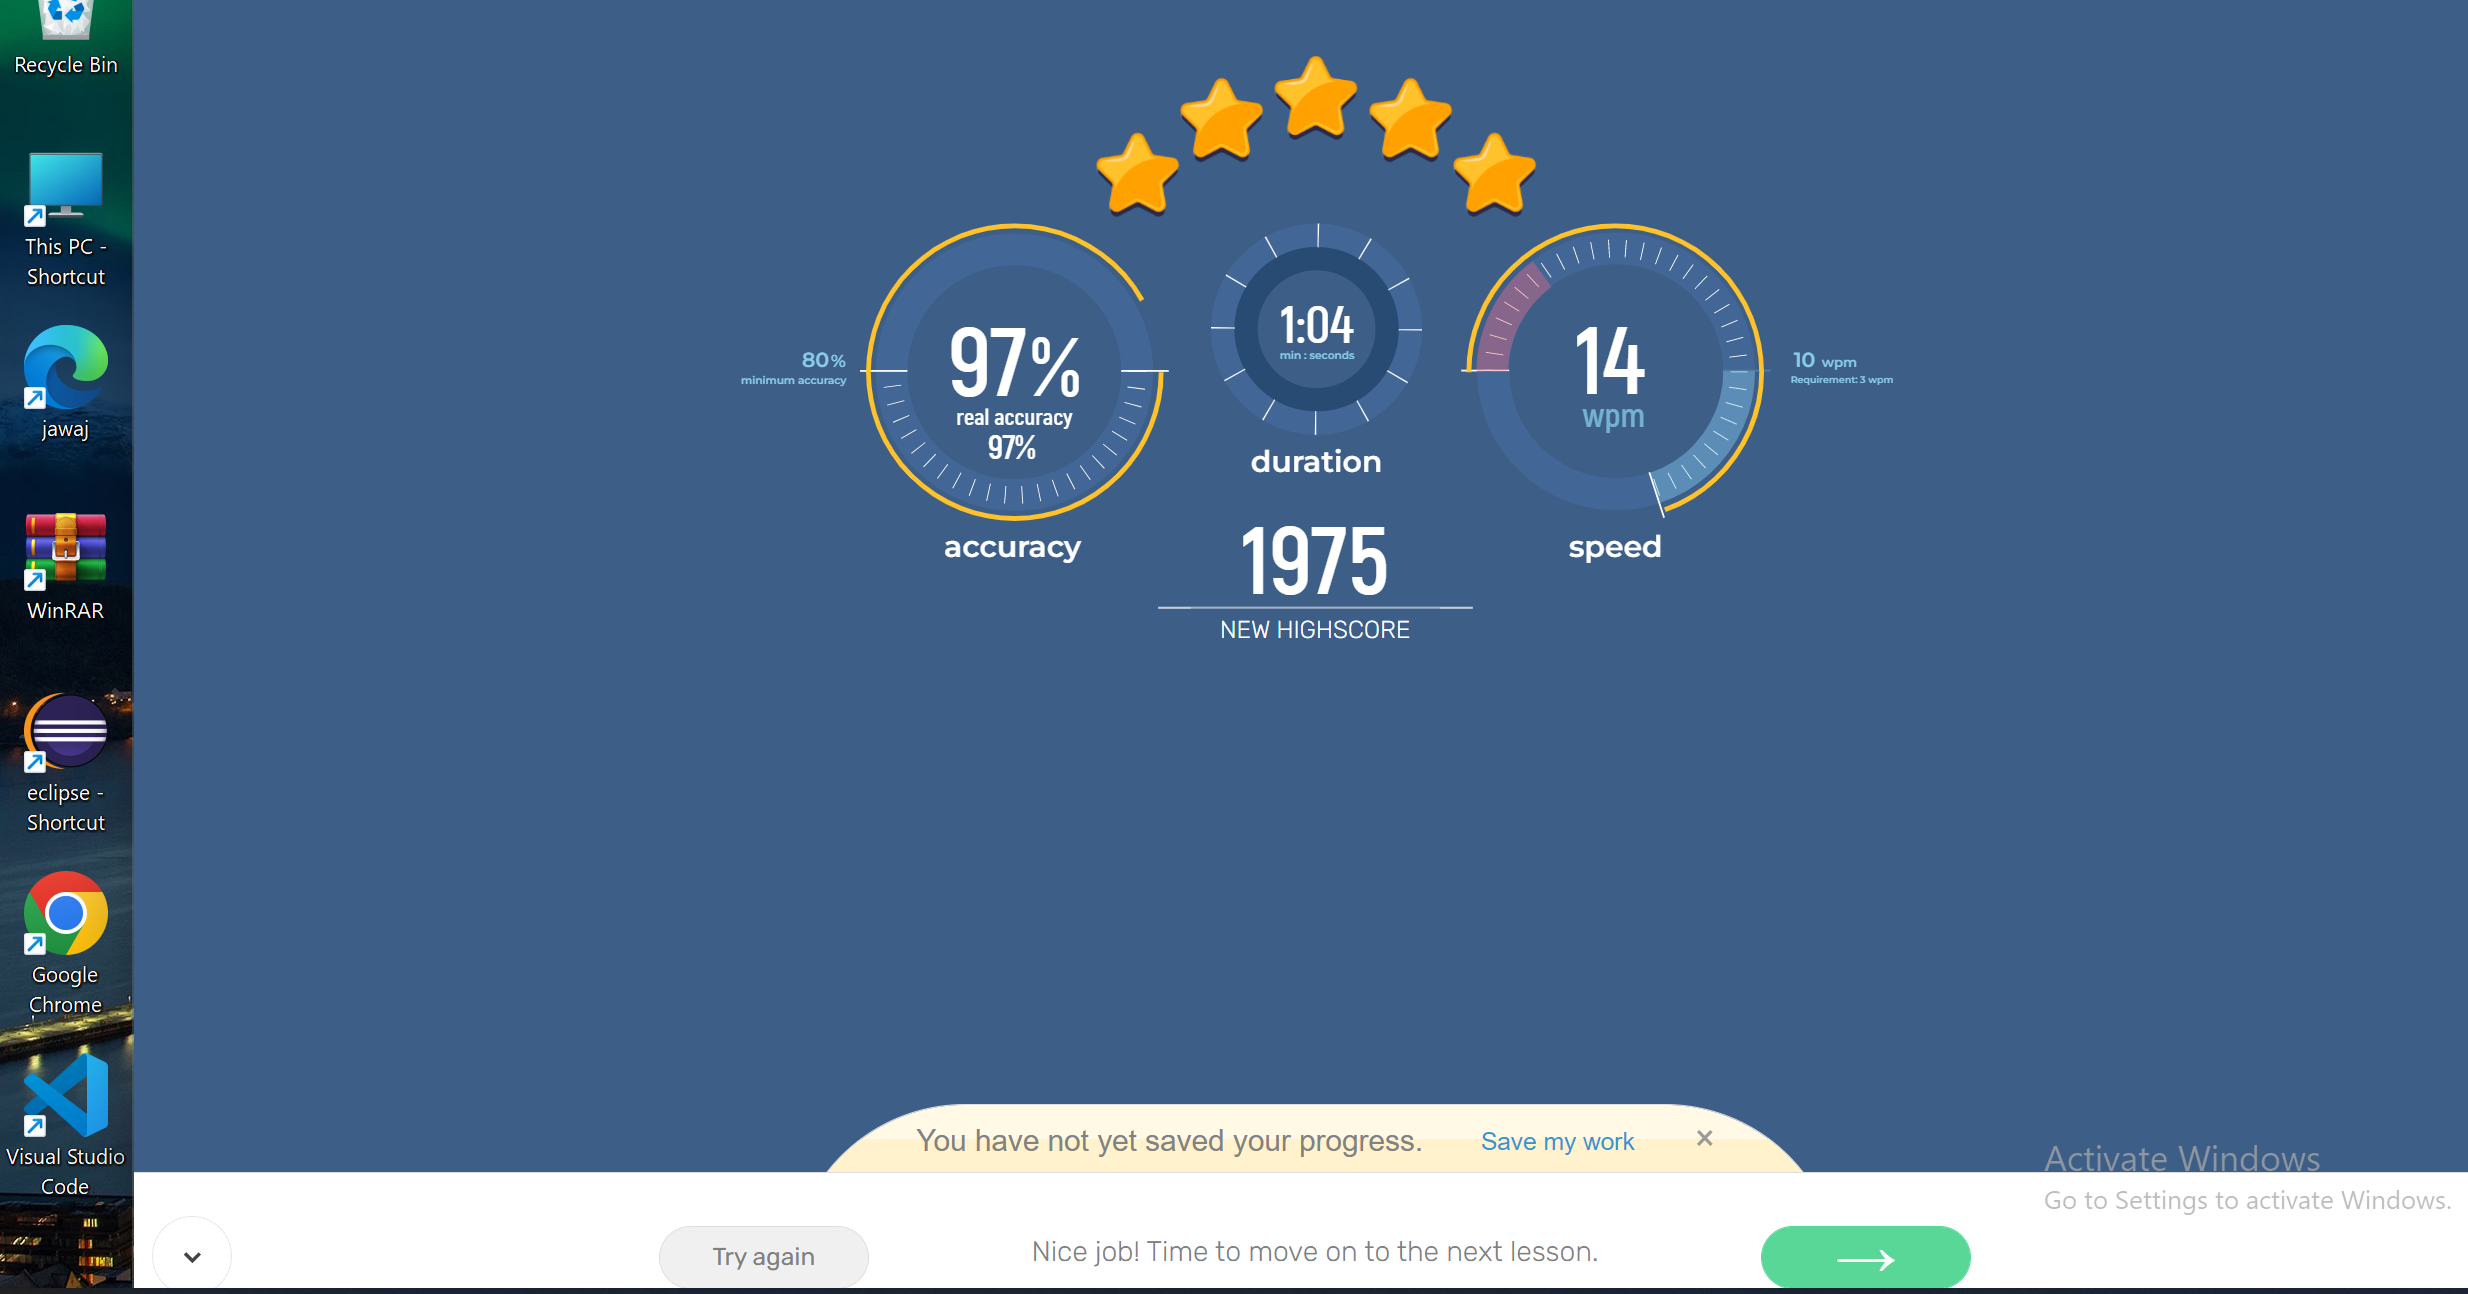 Recycle Bin
This PC -
Shortcut
jawaj
WinRAR
eclipse -
Shortcut
Google
Chrome
Visual Studio
Code
80%
minimum accuracy
97%
real accuracy
97%
accuracy
1:04
min : seconds
duration
1975
NEW HIGHSCORE
14
wpm
speed
10 wpm
Requirement: 3 wpm
You have not yet saved your progress. Save my work ×
Activate Windows
Go to Settings to activate Windows.
Try again
Nice job! Time to move on to the next lesson.